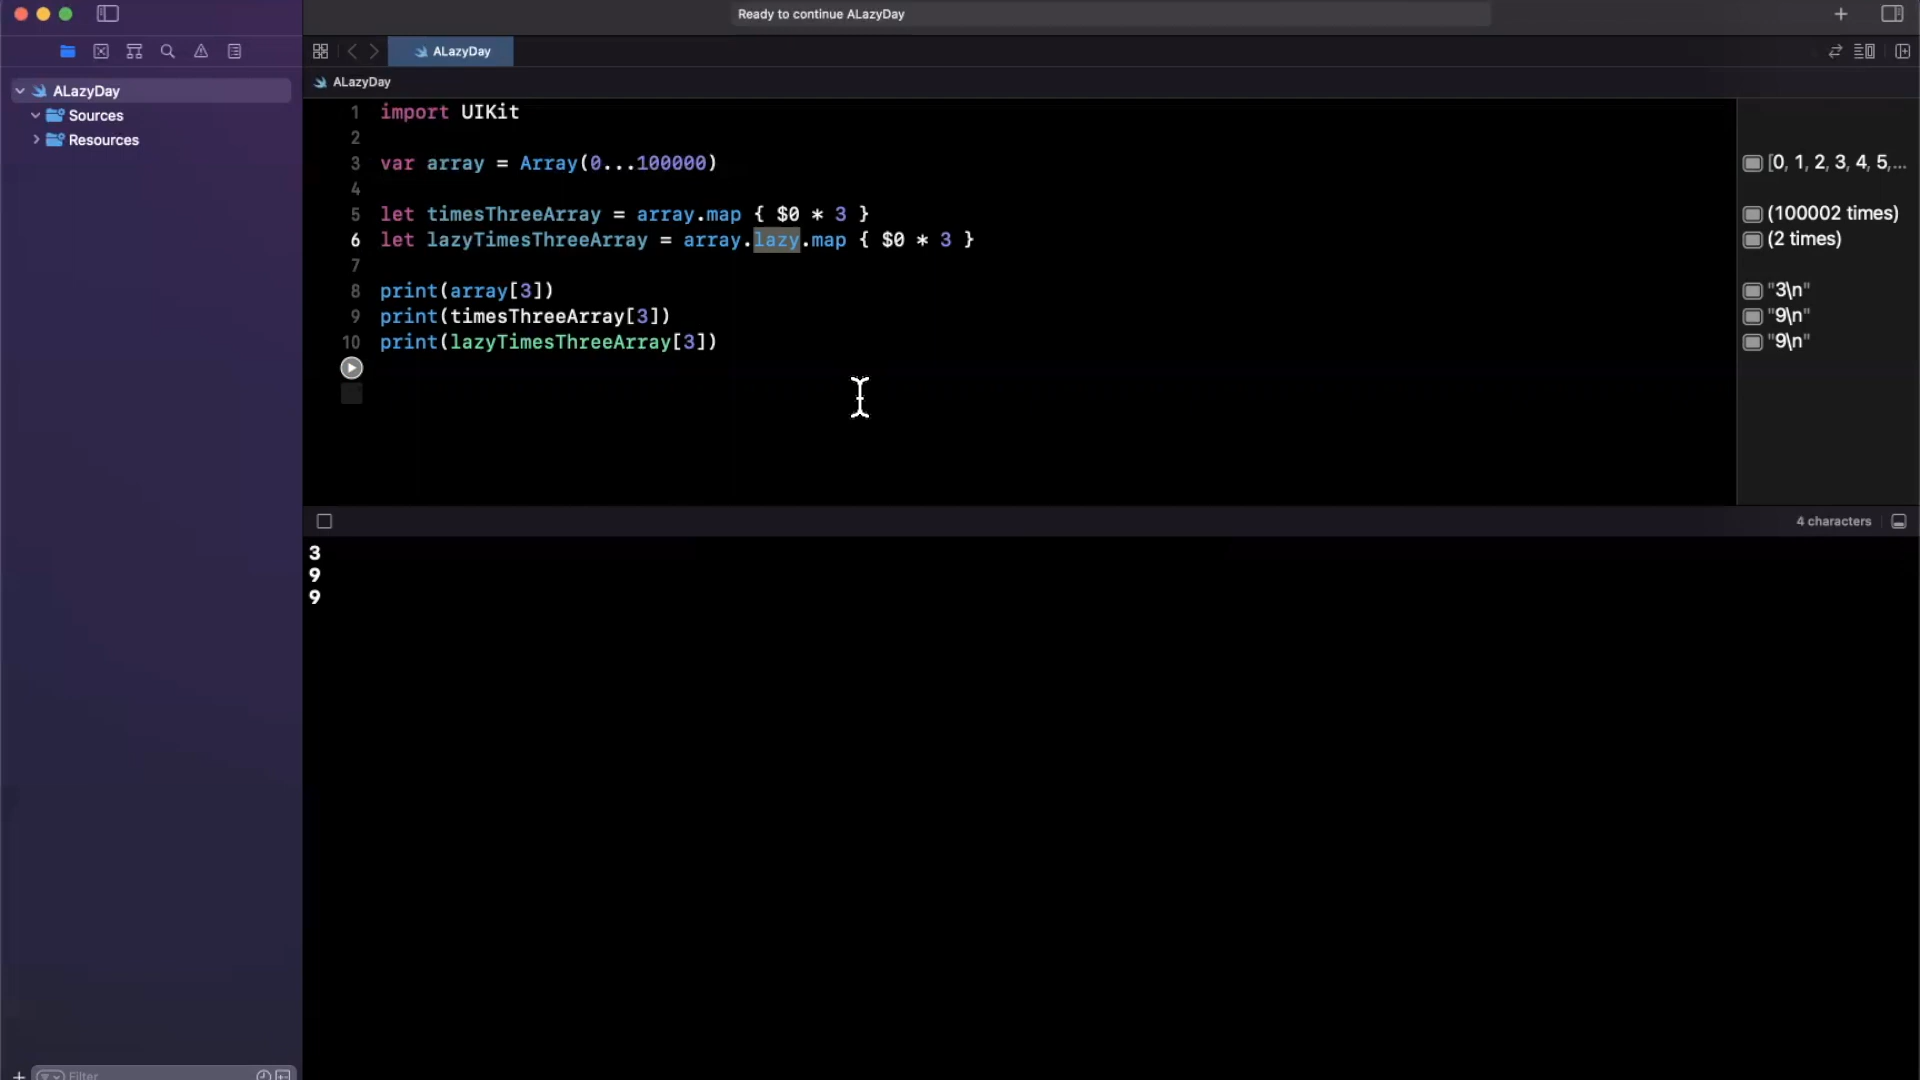 Ready to continue ALazyDay
ALazyDay
ALazyDay
ALazyDay
Sources
Resources
1 import UIKit
2
3 var array = Array(0...100000)
[0, 1, 2, 3, 4, 5,...
4
5 let timesThreeArray = array.map { $0 * 3 }
(100002 times)
6 let lazyTimesThreeArray = array.lazy.map { $0 * 3 }
(2 times)
7
8 print(array[3])
"3\n"
9 print(timesThreeArray[3])
"9\n"
10 print(lazyTimesThreeArray[3])
"9\n"
4 characters
3
9
9
Filter